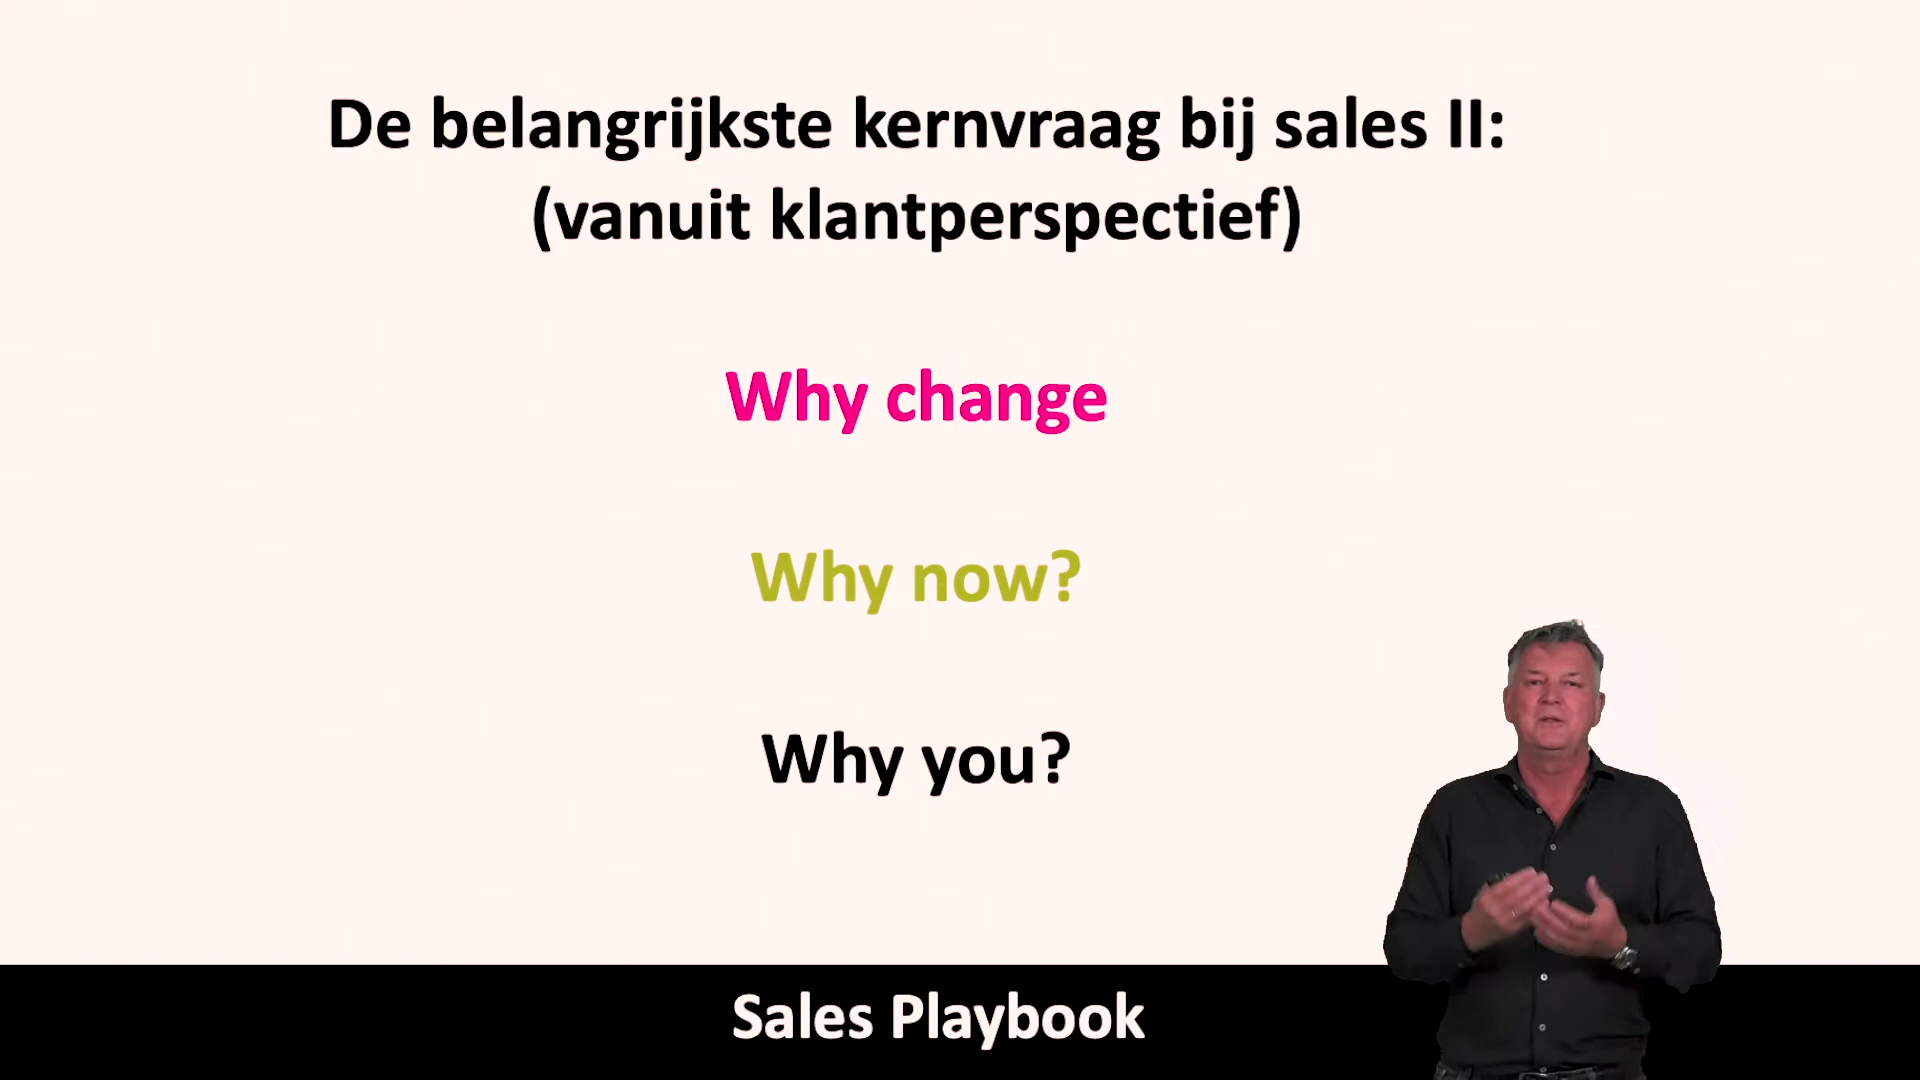 De belangrijkste kernvraag bij sales II:
(vanuit klantperspectief)
Why change
Why now?
Why you?
Sales Playbook